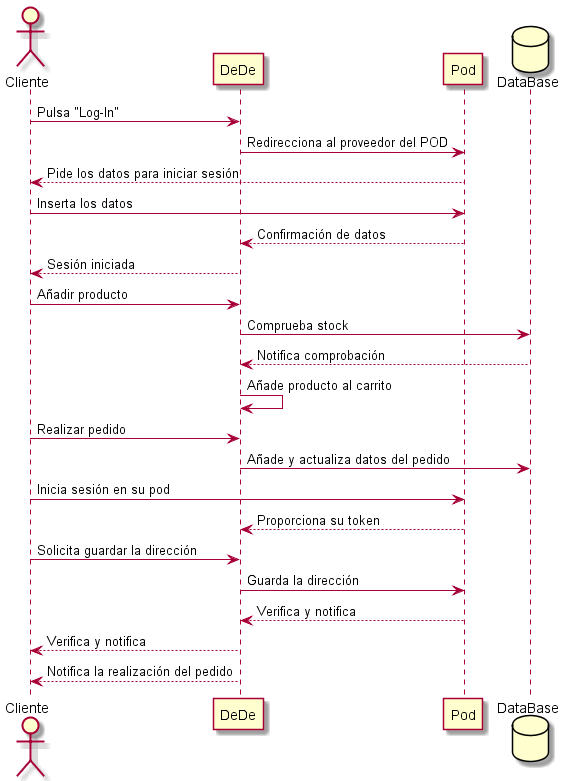 Cliente
DeDe
Pod
DataBase
Pulsa "Log-In"
Redirecciona al proveedor del POD
Pide los datos para iniciar sesión
Inserta los datos
Confirmación de datos
Sesión iniciada
Añadir producto
Comprueba stock
Notifica comprobación
Añade producto al carrito
Realizar pedido
Añade y actualiza datos del pedido
Inicia sesión en su pod
Proporciona su token
Solicita guardar la dirección
Guarda la dirección
Verifica y notifica
Verifica y notifica
Notifica la realización del pedido
Cliente
DeDe
Pod
DataBase